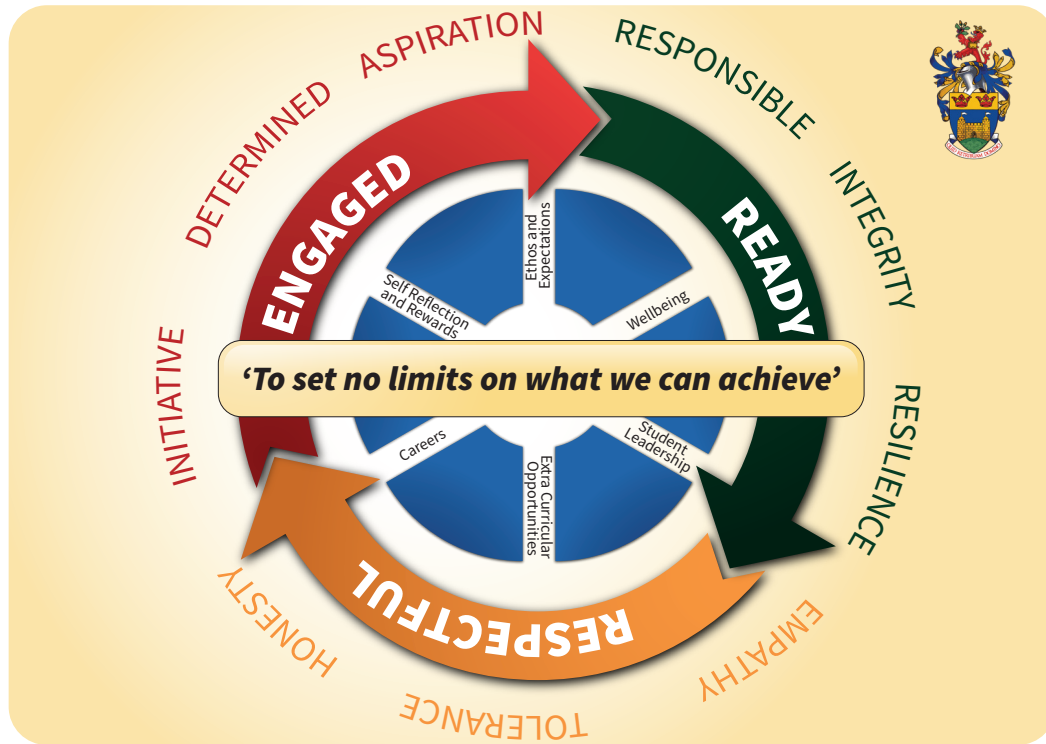 ASPIRATION
DETERMINED
INITIATIVE
RESPONSIBLE
INTEGRITY
RESILIENCE
EMPATHY
TOLERANCE
HONESTY
ENGAGED
READY
RESPECTFUL
Ethos and
Expectations
Wellbeing
Self Reflection
and Rewards
‘To set no limits on what we can achieve’
Careers
Student
Leadership
Extra Curricular
Opportunities